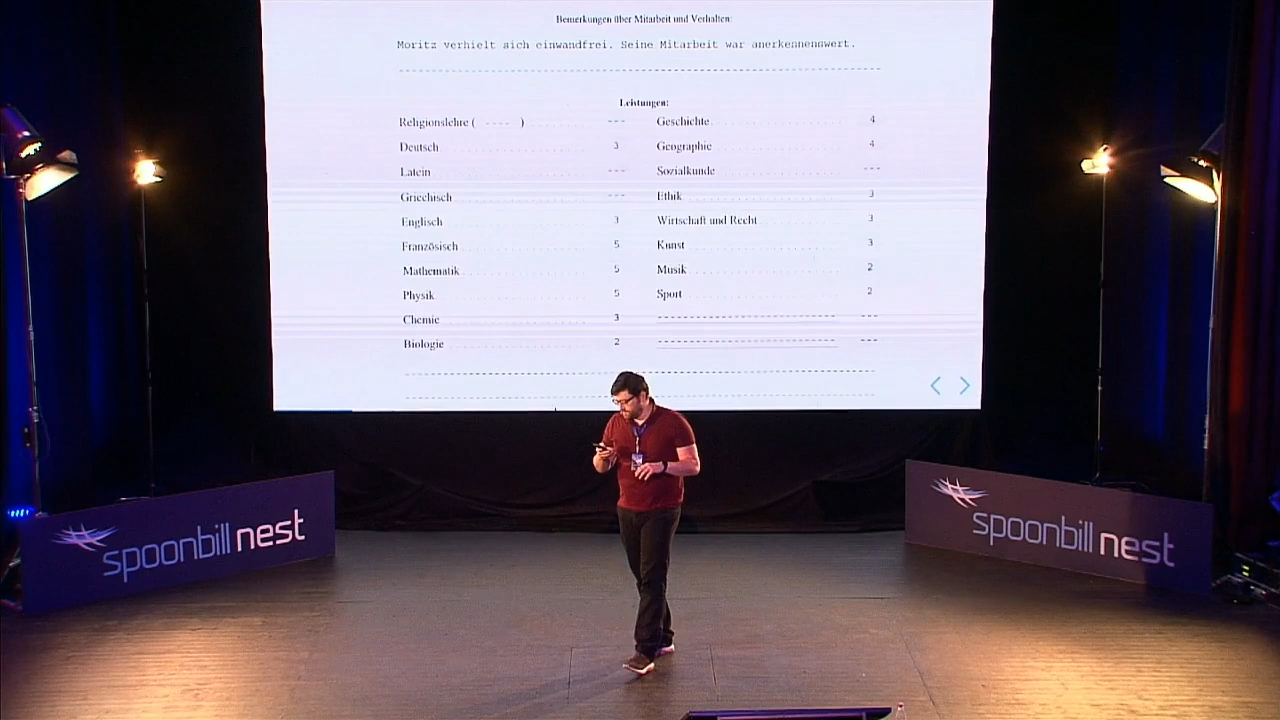 Bemerkungen über Mitarbeit und Verhalten:
Moritz verhielt sich einwandfrei. Seine Mitarbeit war anerkennenswert.
Leistungen:
Religionslehre ( ---- ) ---
Deutsch 3
Latein ---
Griechisch ---
Englisch 3
Französisch 5
Mathematik 5
Physik 5
Chemie 3
Biologie 2
Geschichte 4
Geographie 4
Sozialkunde ---
Ethik 3
Wirtschaft und Recht 3
Kunst 3
Musik 2
Sport 2
spoonbill nest
spoonbill nest